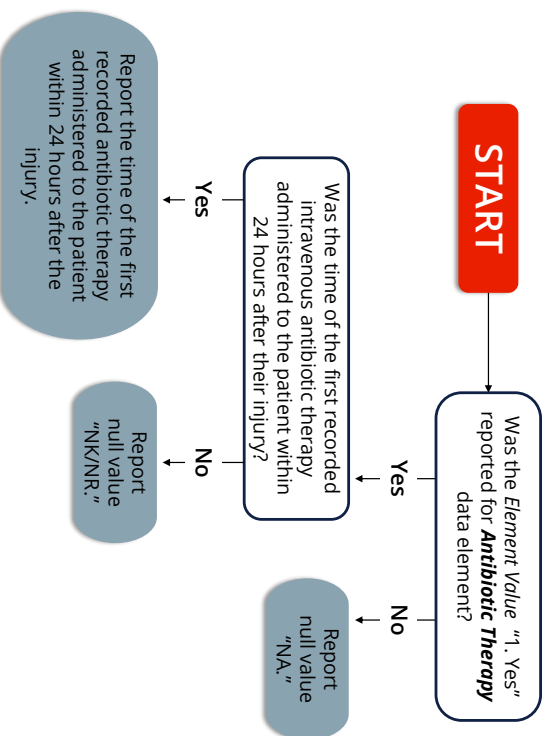 START
Was the Element Value "1. Yes"
reported for Antibiotic Therapy
data element?
Yes
No
Was the time of the first recorded
intravenous antibiotic therapy
administered to the patient within
24 hours after their injury?
Report
null value
“NA.”
Yes
No
Report the time of the first
recorded antibiotic therapy
administered to the patient
within 24 hours after the
injury.
Report
null value
“NK/NR.”